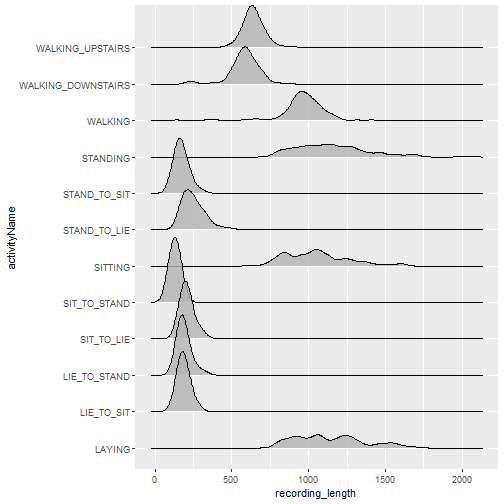 WALKING_UPSTAIRS
WALKING_DOWNSTAIRS
WALKING
STANDING
STAND_TO_SIT
STAND_TO_LIE
SITTING
SIT_TO_STAND
SIT_TO_LIE
LIE_TO_STAND
LIE_TO_SIT
LAYING
activityName
0 500 1000 1500 2000
recording_length